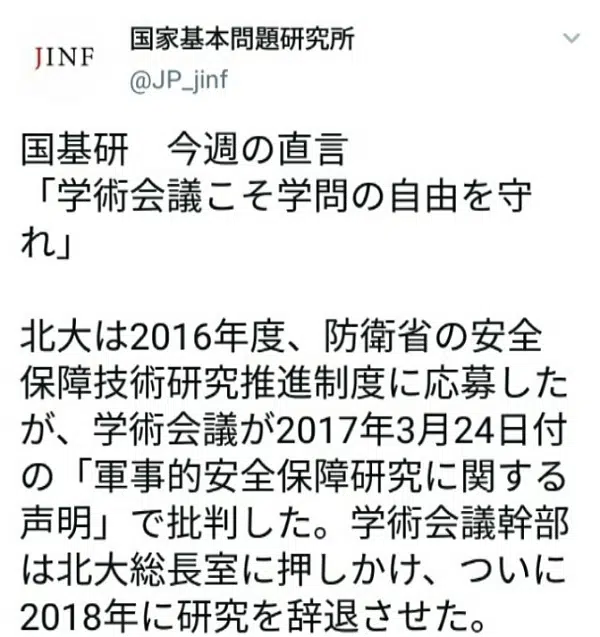 JINF
国家基本問題研究所
@JP_jinf
国基研　今週の直言
「学術会議こそ学問の自由を守
れ」
北大は2016年度、防衛省の安全
保障技術研究推進制度に応募した
が、学術会議が2017年3月24日付
の「軍事的安全保障研究に関する
声明」で批判した。学術会議幹部
は北大総長室に押しかけ、ついに
2018年に研究を辞退させた。